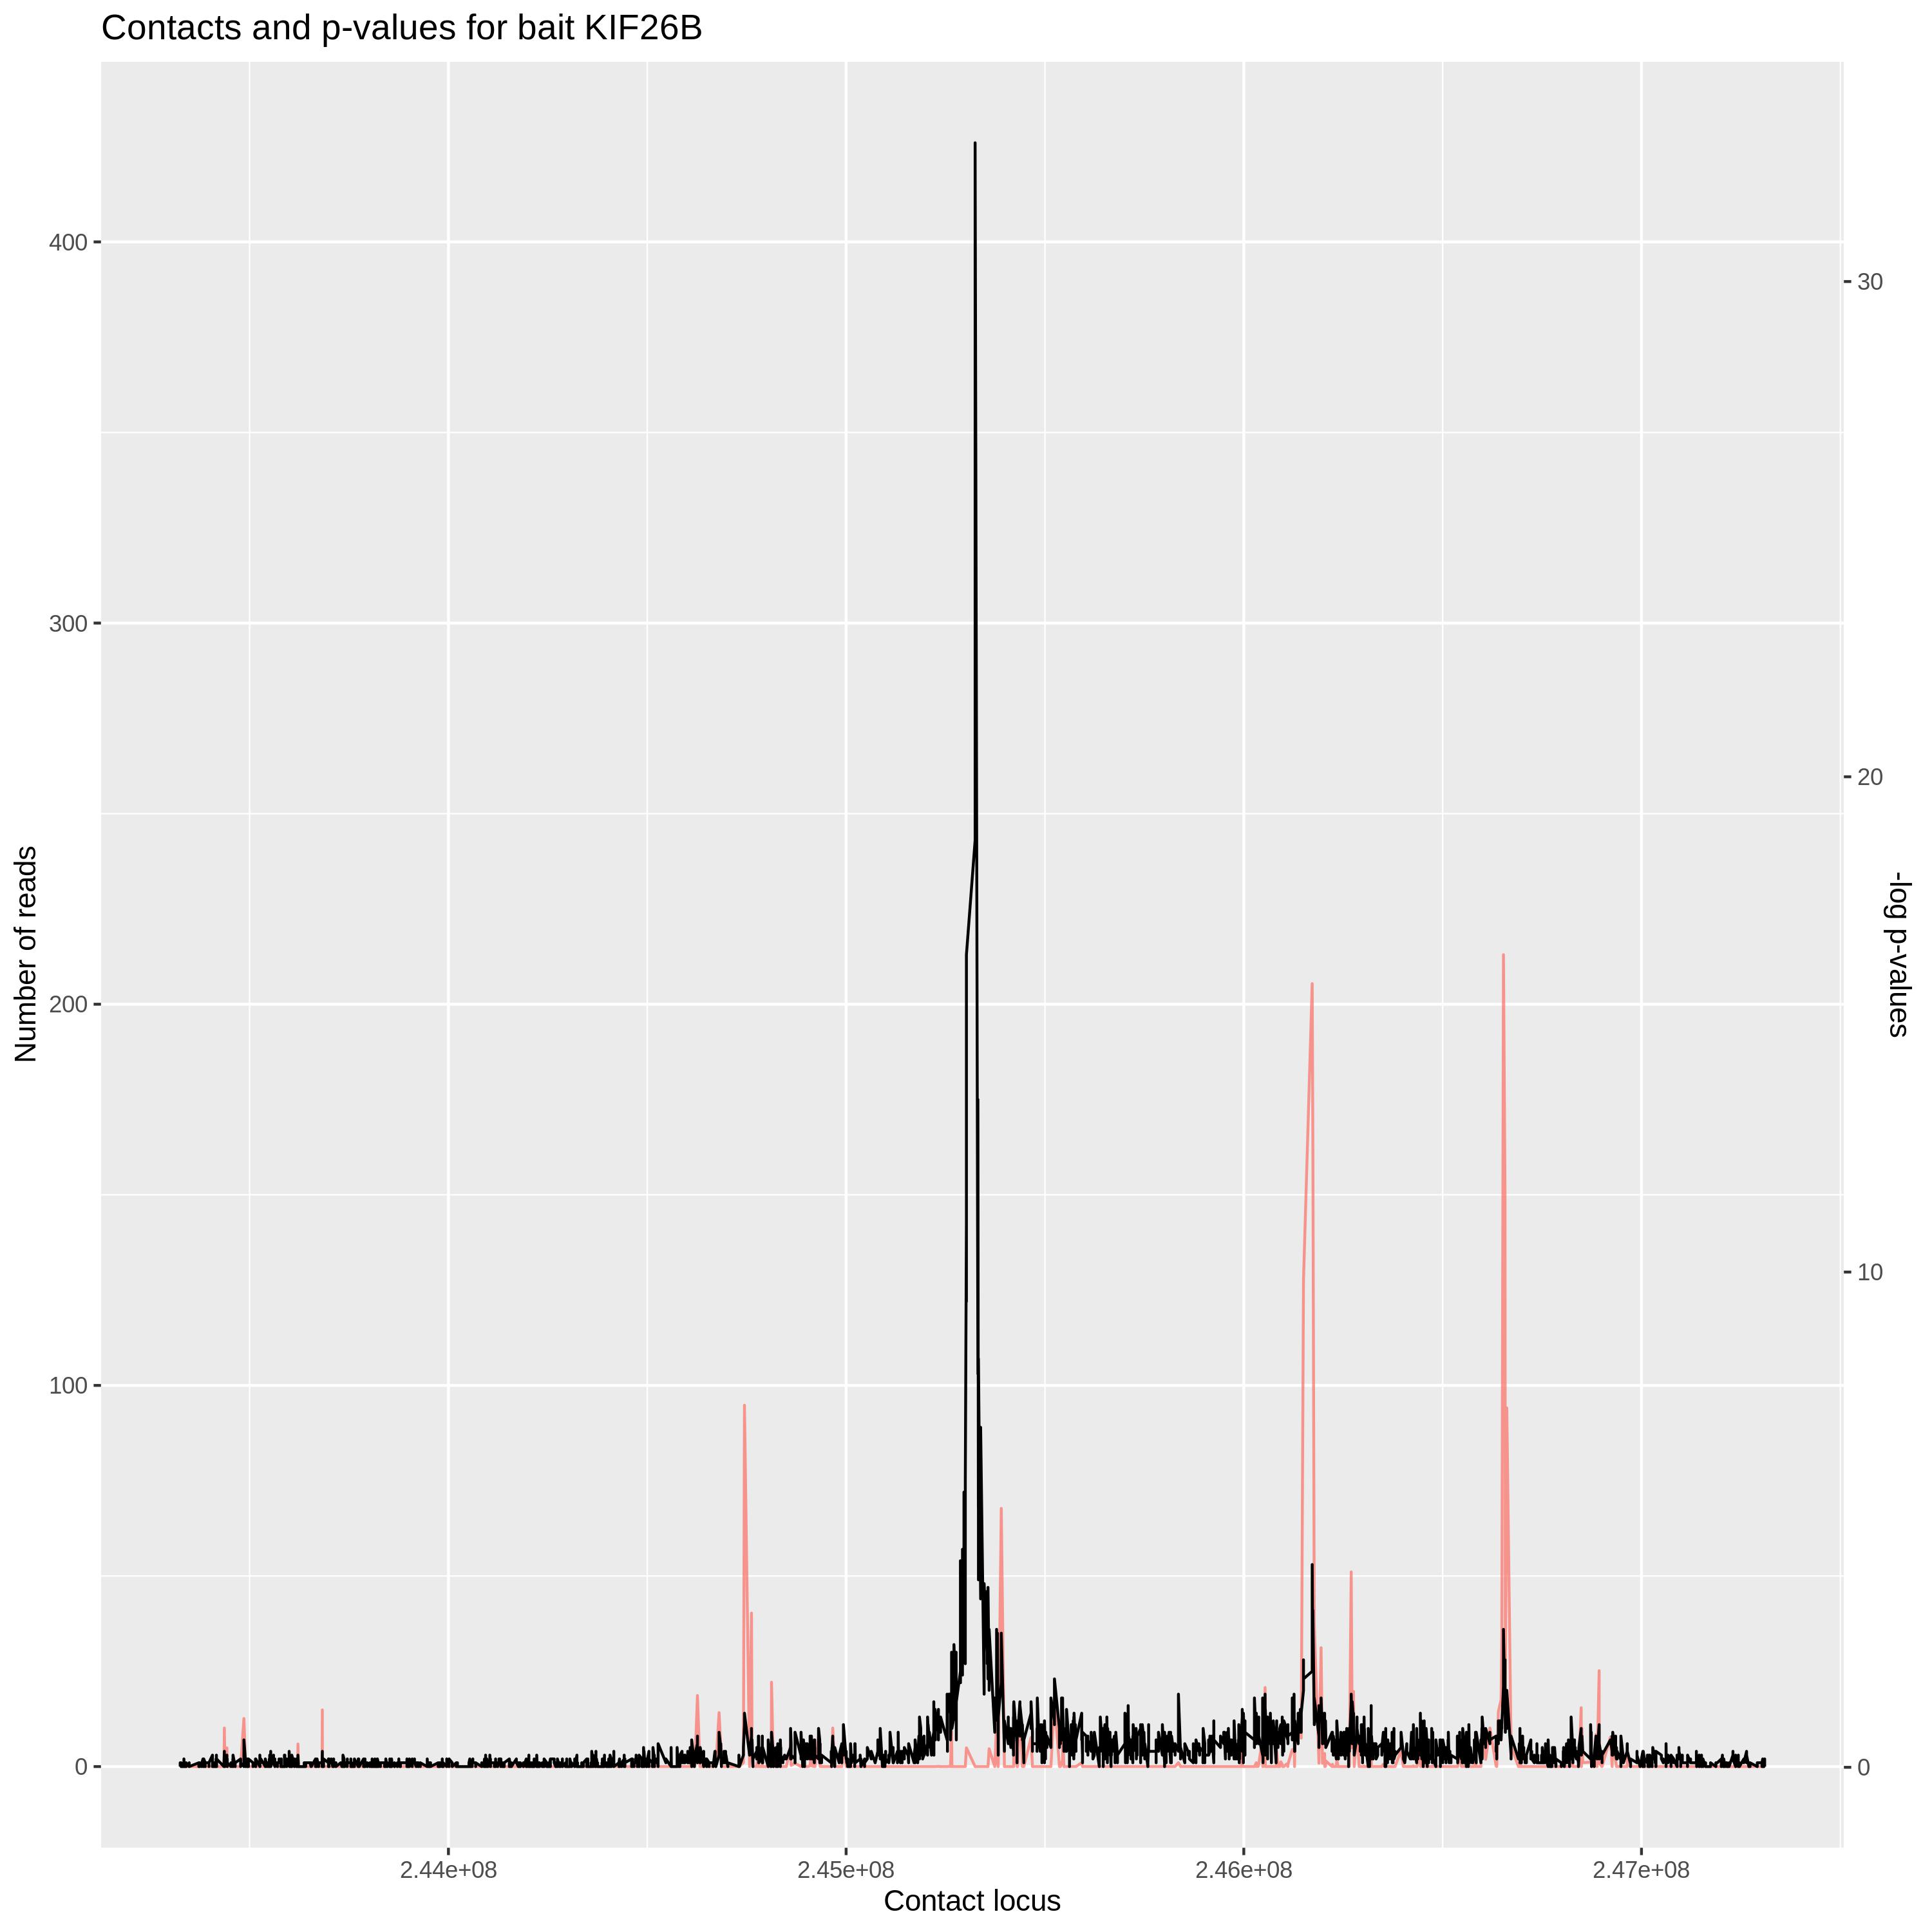 Contacts and p-values for bait KIF26B
400
300
200
100
0
30
20
10
0
Number of reads
-log p-values
2.44e+08
2.45e+08
2.46e+08
2.47e+08
Contact locus